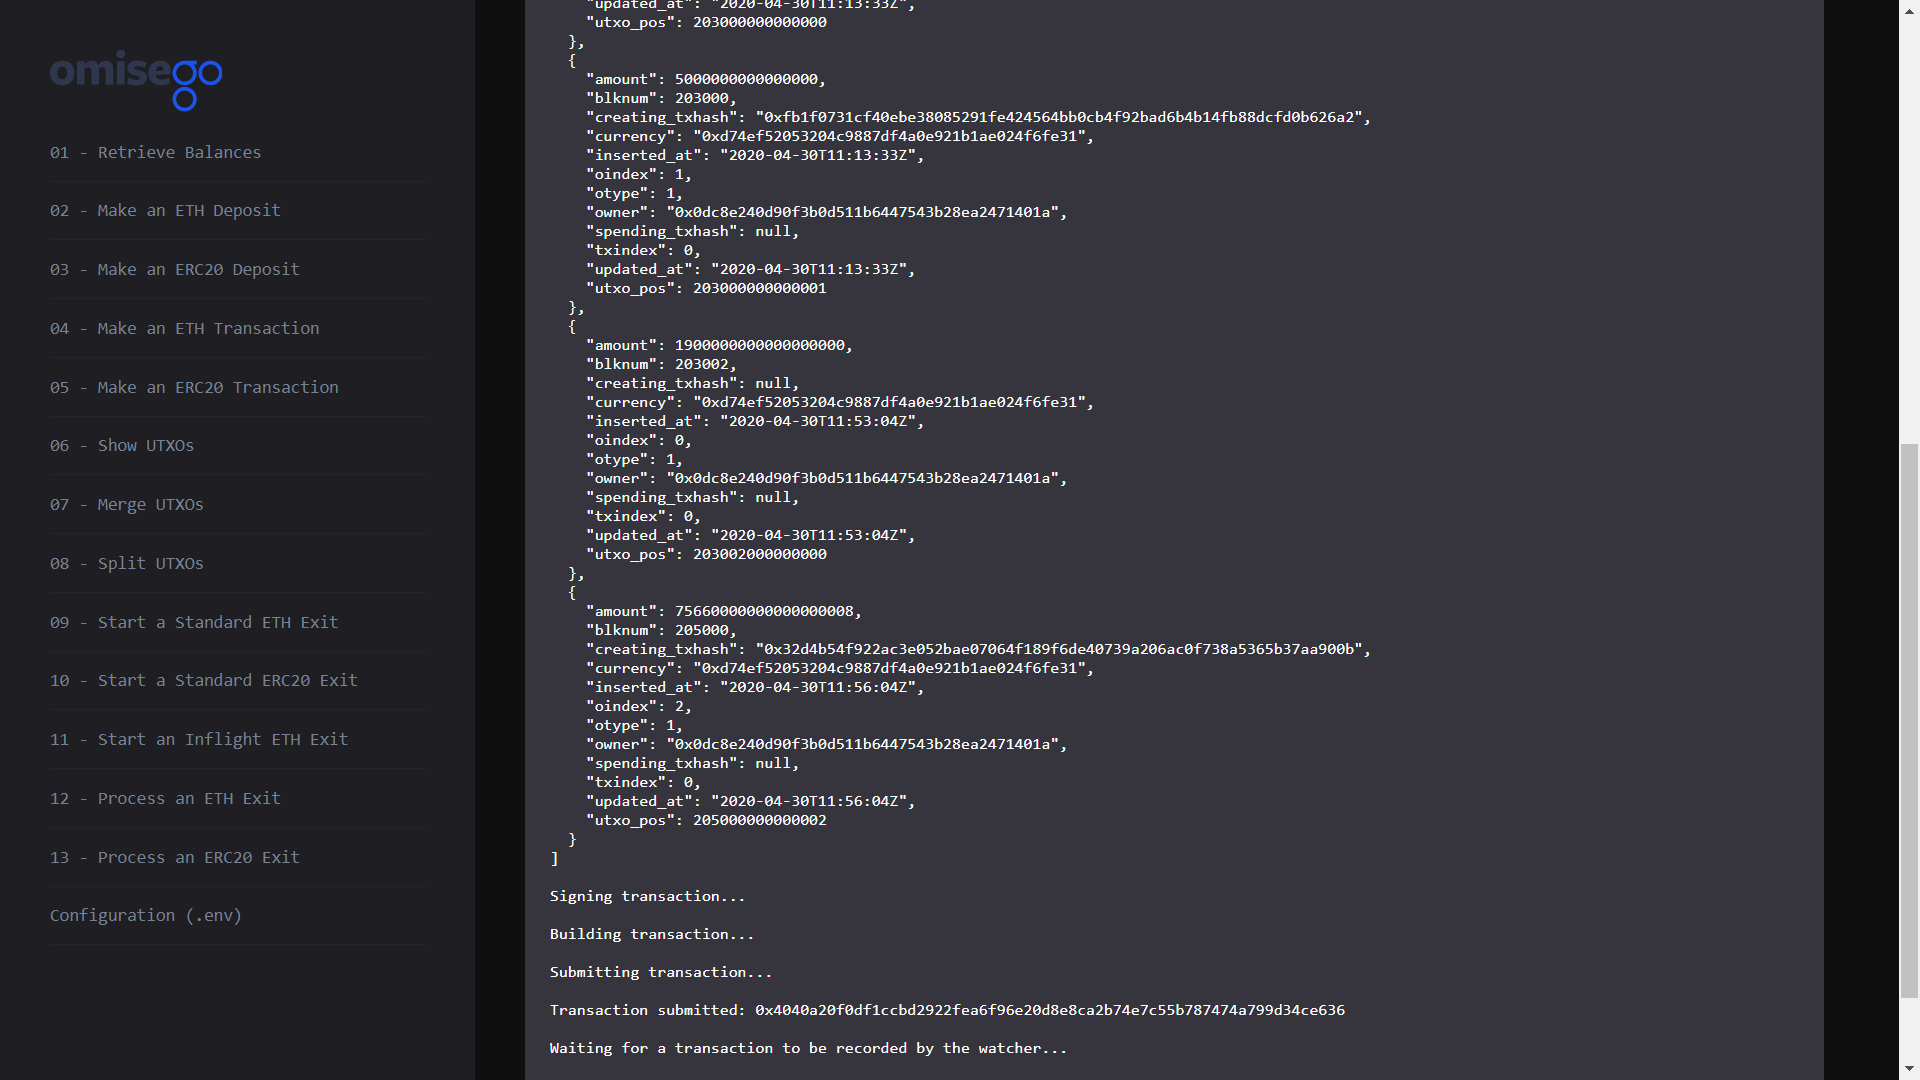 omisego
01 - Retrieve Balances
02 - Make an ETH Deposit
03 - Make an ERC20 Deposit
04 - Make an ETH Transaction
05 - Make an ERC20 Transaction
06 - Show UTXOs
07 - Merge UTXOs
08 - Split UTXOs
09 - Start a Standard ETH Exit
10 - Start a Standard ERC20 Exit
11 - Start an Inflight ETH Exit
12 - Process an ETH Exit
13 - Process an ERC20 Exit
Configuration (.env)
"updated_at": "2020-04-30T11:13:33Z",
"utxo_pos": 203000000000000
},
{
"amount": 5000000000000000,
"blknum": 203000,
"creating_txhash": "0xfb1f0731cf40ebe38085291fe424564bb0cb4f92bad6b4b14fb88dcfd0b626a2",
"currency": "0xd74ef52053204c9887df4a0e921b1ae024f6fe31",
"inserted_at": "2020-04-30T11:13:33Z",
"oindex": 1,
"otype": 1,
"owner": "0x0dc8e240d90f3b0d511b6447543b28ea2471401a",
"spending_txhash": null,
"txindex": 0,
"updated_at": "2020-04-30T11:13:33Z",
"utxo_pos": 203000000000001
},
{
"amount": 1900000000000000000,
"blknum": 203002,
"creating_txhash": null,
"currency": "0xd74ef52053204c9887df4a0e921b1ae024f6fe31",
"inserted_at": "2020-04-30T11:53:04Z",
"oindex": 0,
"otype": 1,
"owner": "0x0dc8e240d90f3b0d511b6447543b28ea2471401a",
"spending_txhash": null,
"txindex": 0,
"updated_at": "2020-04-30T11:53:04Z",
"utxo_pos": 203002000000000
},
{
"amount": 75660000000000000008,
"blknum": 205000,
"creating_txhash": "0x32d4b54f922ac3e052bae07064f189f6de40739a206ac0f738a5365b37aa900b",
"currency": "0xd74ef52053204c9887df4a0e921b1ae024f6fe31",
"inserted_at": "2020-04-30T11:56:04Z",
"oindex": 2,
"otype": 1,
"owner": "0x0dc8e240d90f3b0d511b6447543b28ea2471401a",
"spending_txhash": null,
"txindex": 0,
"updated_at": "2020-04-30T11:56:04Z",
"utxo_pos": 205000000000002
}
]
Signing transaction...
Building transaction...
Submitting transaction...
Transaction submitted: 0x4040a20f0df1ccbd2922fea6f96e20d8e8ca2b74e7c55b787474a799d34ce636
Waiting for a transaction to be recorded by the watcher...